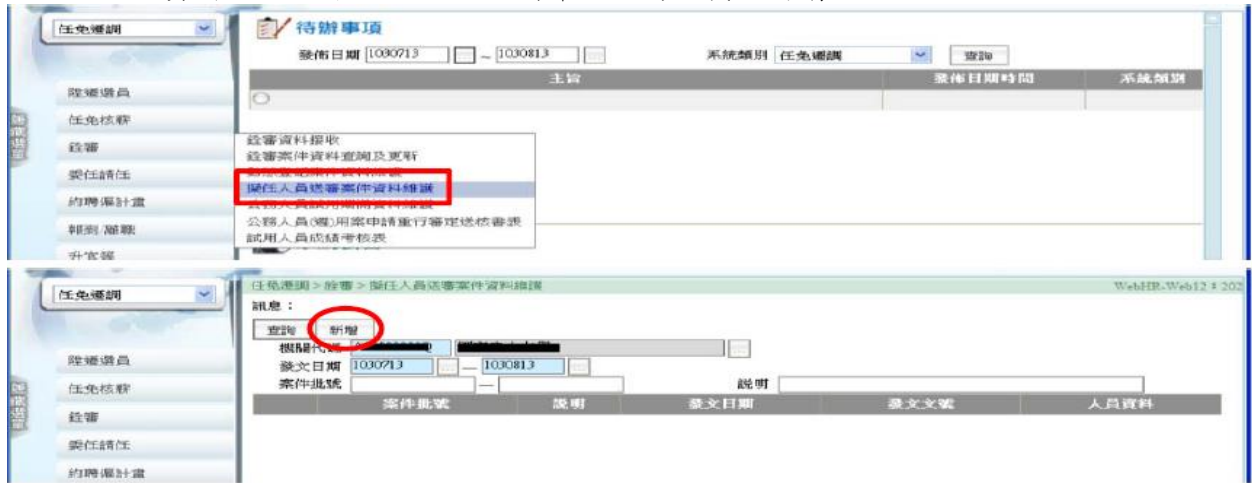 任免遷調
待辦事項
發佈日期 1030713 ~ 1030813 系統類別 任免遷調 查詢
主旨 發佈日期時間 系統類別
陞遷選員
任免核薪
銓審
委任請任
約聘僱計畫
報到/離職
銓審資料接收
銓審案件資料查詢及更新
擬任人員送審案件資料維護
公務人員(遴)用案申請重行審定送核書表
試用人員成績考核表
任免遷調
任免遷調 > 銓審 > 擬任人員送審案件資料維護 WebHR-Web12
訊息：
查詢 新增
機關代碼
發文日期 1030713 — 1030813
案件批號 — 說明
案件批號 說明 發文日期 發文文號 人員資料
陞遷選員
任免核薪
銓審
委任請任
約聘僱計畫